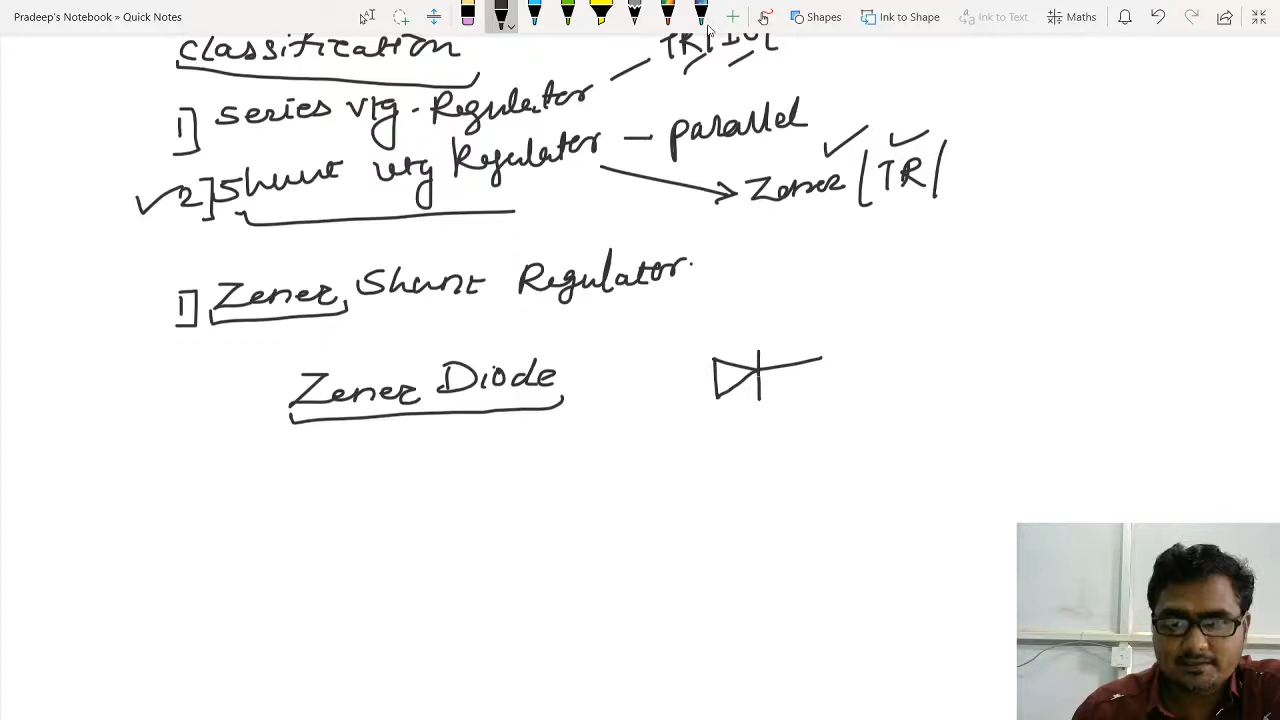 Pradeep's Notebook » Quick Notes
Shapes
Ink to Shape
Ink to Text
Maths
Classification
1] Series vtg. Regulator
2] Shunt vtg Regulator — parallel
Zener / TR /
1] Zener Shunt Regulator.
Zener Diode